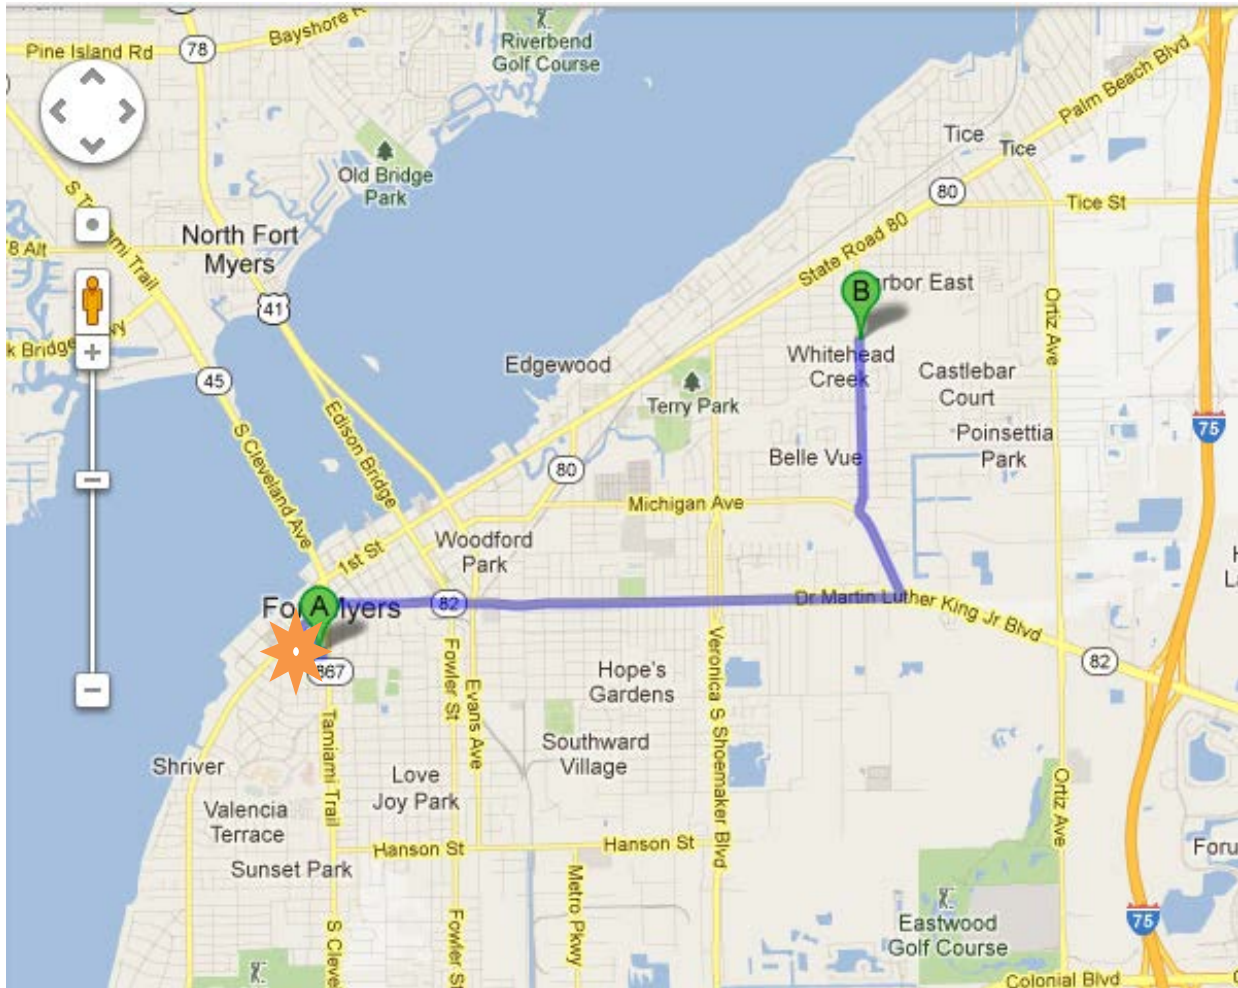 Bayshore R
Pine Island Rd
78
Riverbend
Golf Course
Palm Beach Blvd
Tice
Tice
Old Bridge
Park
80
Tice St
North Fort
Myers
8 Alt
41
State Road 80
arbor East
B
Ortiz Ave
k Bridge
wy
45
Edgewood
Whitehead
Creek
Castlebar
Court
Terry Park
75
S Cleveland Ave
Edison Bridge
Poinsettia
Park
Belle Vue
80
Michigan Ave
1st St
Woodford
Park
A
Fo
Myers
82
Dr Martin Luther King Jr Blvd
82
867
Fowler St
Evans Ave
Hope's
Gardens
Veronica S Shoemaker Blvd
Tamiami Trail
Southward
Village
Shriver
Love
Joy Park
Valencia
Terrace
Ortiz Ave
Hanson St
Hanson St
Foru
Sunset Park
Metro Pkwy
S Cleve
Fowler St
Eastwood
Golf Course
75
Colonial Blvd